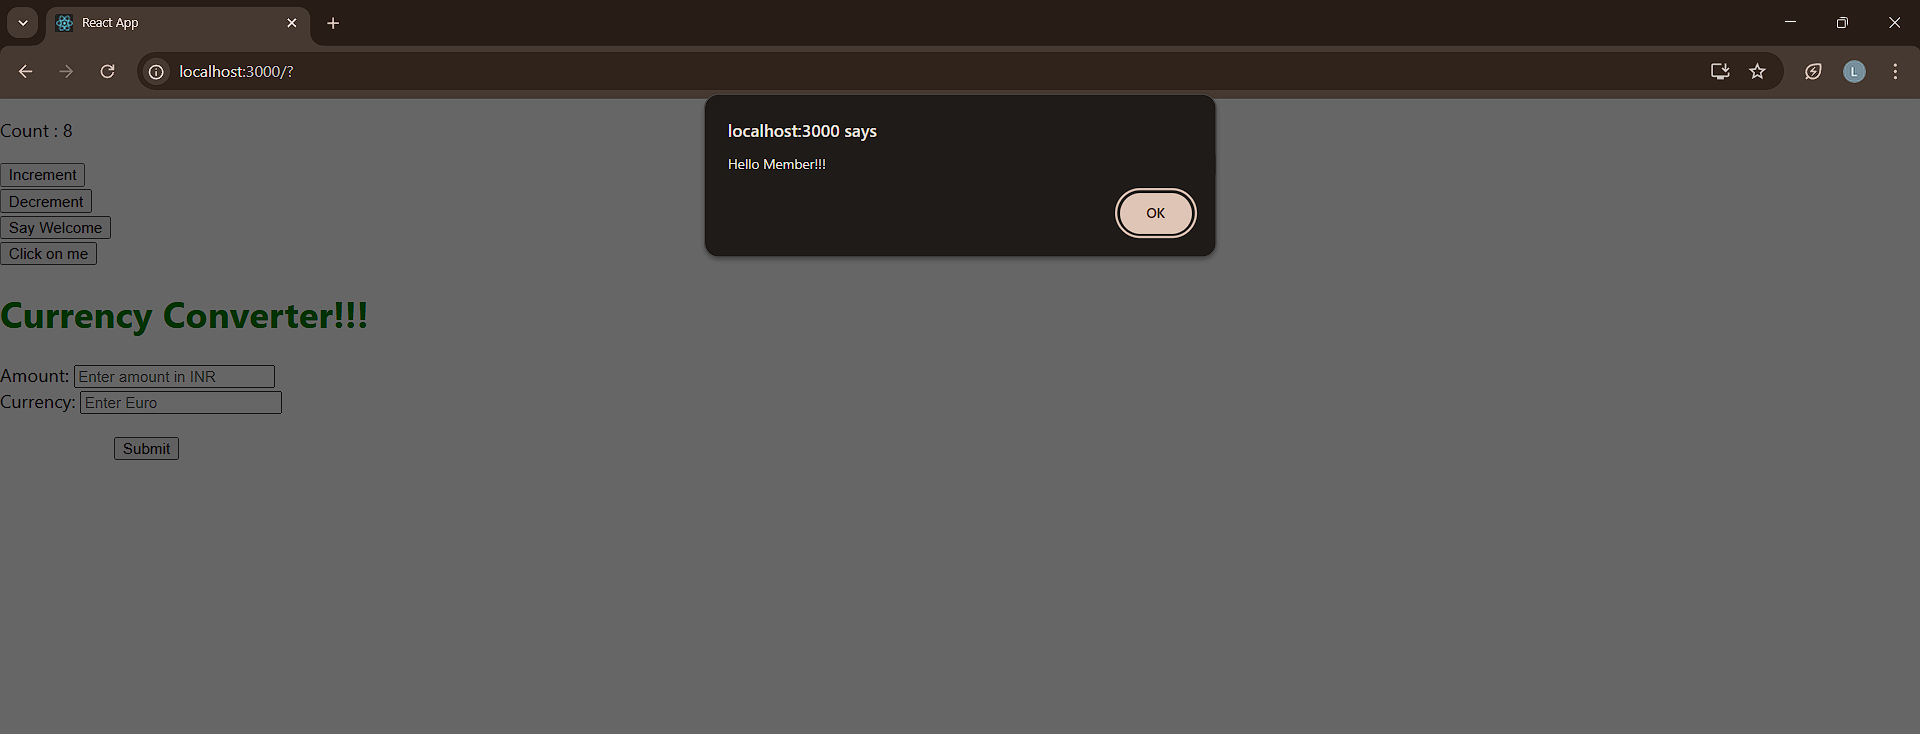 React App
localhost:3000/?
L
localhost:3000 says
Hello Member!!!
OK
Count : 8
Increment
Decrement
Say Welcome
Click on me
Currency Converter!!!
Amount: Enter amount in INR
Currency: Enter Euro
Submit